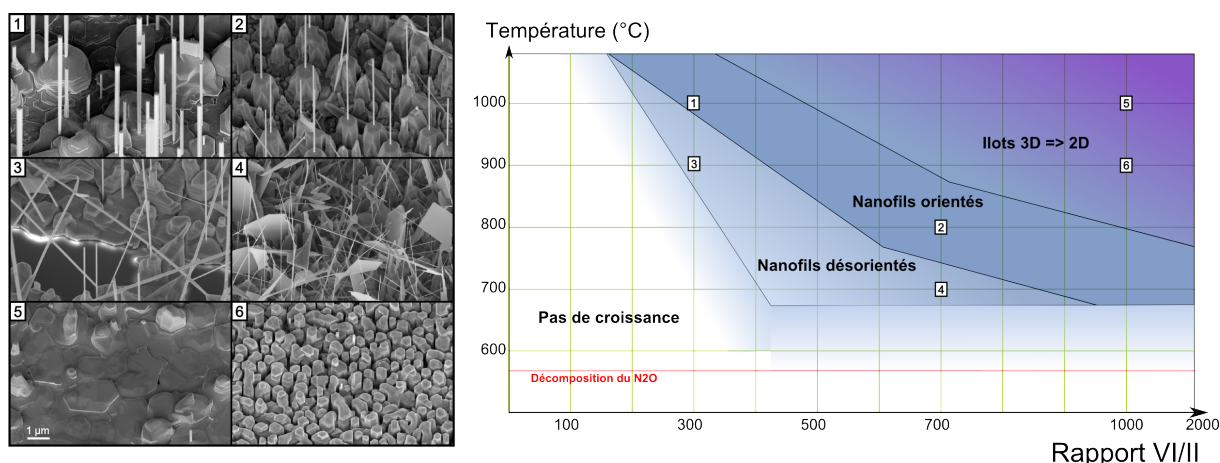 1
2
3
4
5
1 µm
6
Température (°C)
1000
900
800
700
600
1
5
3
Ilots 3D => 2D
6
Nanofils orientés
2
Nanofils désorientés
4
Pas de croissance
Décomposition du N2O
100
300
500
700
1000
2000
Rapport VI/II